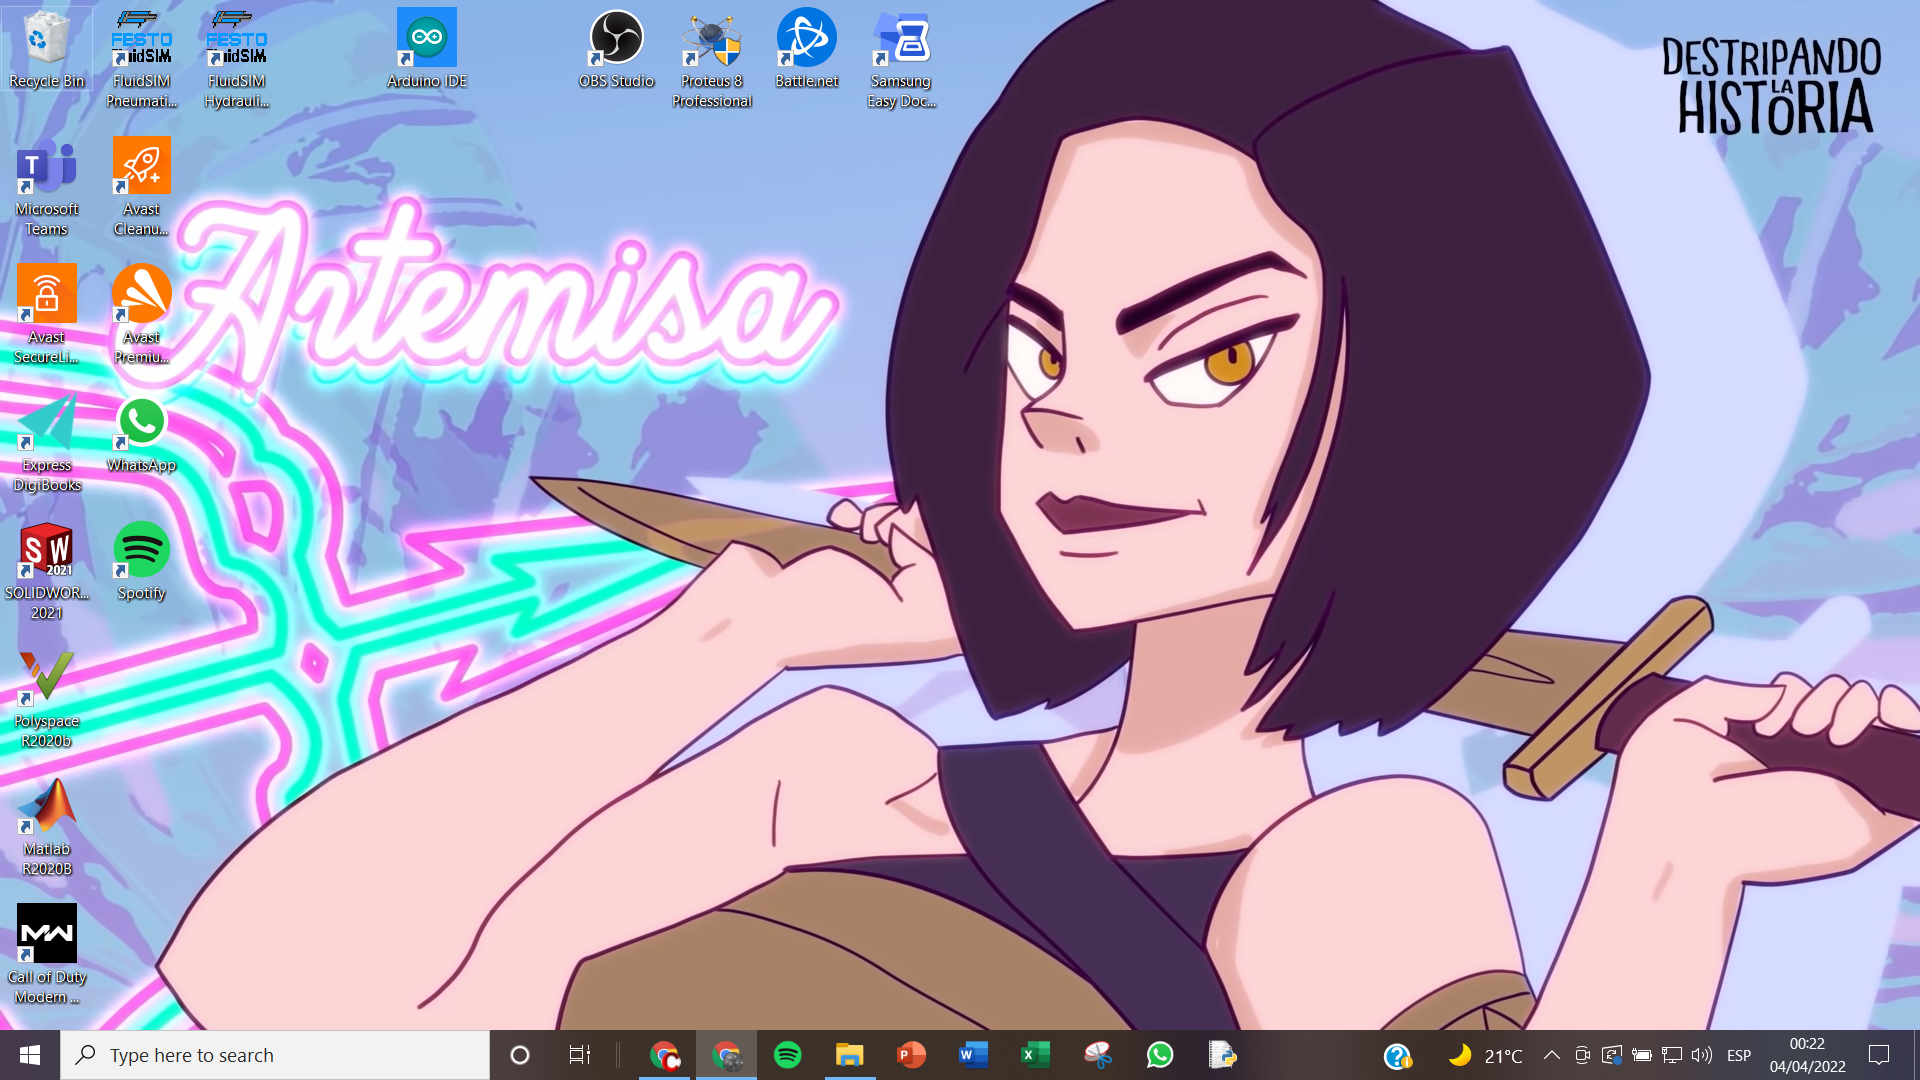 Recycle Bin
FESTO
FluidSIM
FluidSIM
Pneumati...
FESTO
FluidSIM
FluidSIM
Hydrauli...
Arduino IDE
OBS Studio
Proteus 8
Professional
Battle.net
Samsung
Easy Doc...
DESTRIPANDO
LA
HISTORIA
T
Microsoft
Teams
Avast
Cleanu...
Artemisa
Avast
SecureLi...
Avast
Premiu...
Express
DigiBooks
WhatsApp
SW
2021
SOLIDWOR...
2021
Spotify
Polyspace
R2020b
Matlab
R2020B
MW
Call of Duty
Modern ...
Type here to search
P
W
X
21°C
ESP
00:22
04/04/2022